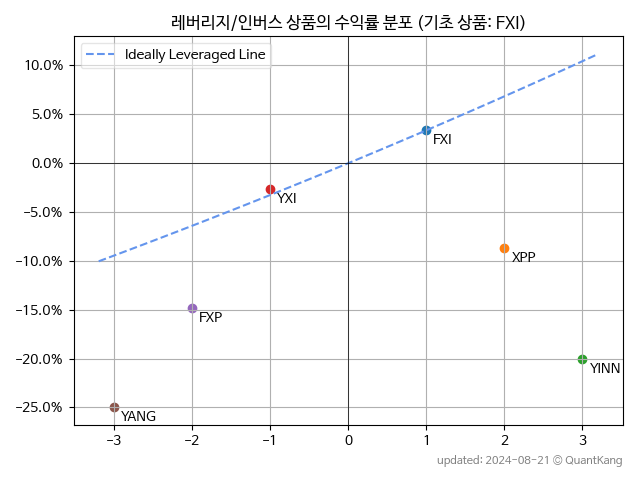 레버리지/인버스 상품의 수익률 분포 (기초 상품: FXI)
Ideally Leveraged Line
10.0%
5.0%
0.0%
−5.0%
−10.0%
−15.0%
−20.0%
−25.0%
FXI
YXI
XPP
FXP
YINN
YANG
−3 −2 −1 0 1 2 3
updated: 2024-08-21 © QuantKang